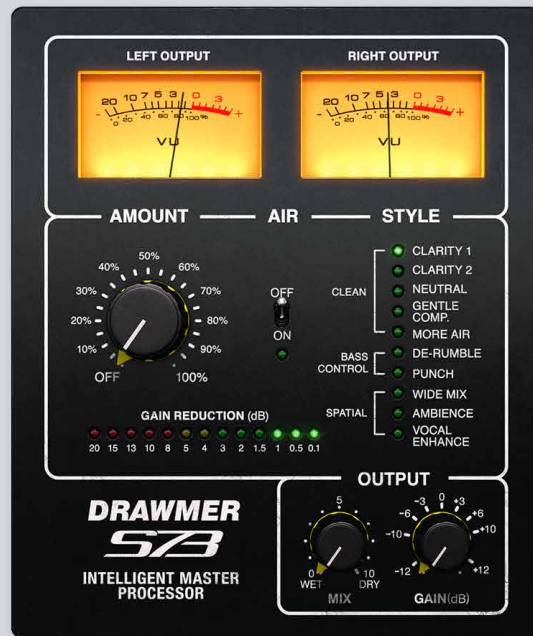 LEFT OUTPUT RIGHT OUTPUT
- 20 10 7 5 3 0 3 +
0 20 40 60 80 100%
VU
- 20 10 7 5 3 0 3 +
0 20 40 60 80 100%
VU
AMOUNT AIR STYLE
OFF 10% 20% 30% 40% 50% 60% 70% 80% 90% 100%
OFF
ON
CLEAN
CLARITY 1
CLARITY 2
NEUTRAL
GENTLE
COMP.
MORE AIR
BASS
CONTROL
DE-RUMBLE
PUNCH
SPATIAL
WIDE MIX
AMBIENCE
VOCAL
ENHANCE
GAIN REDUCTION (dB)
20 15 13 10 8 5 4 3 2 1.5 1 0.5 0.1
DRAWMER
S73
INTELLIGENT MASTER
PROCESSOR
OUTPUT
0 5 10
WET DRY
MIX
-12 -10 -6 -3 0 +3 +6 +10 +12
GAIN (dB)